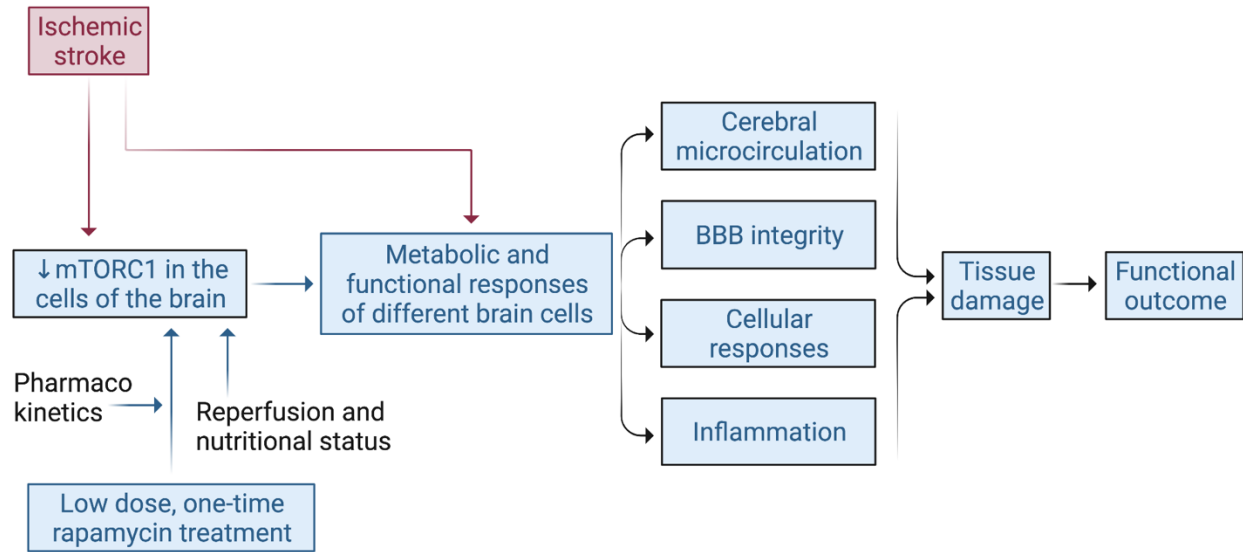 Ischemic
stroke
↓mTORC1 in the
cells of the brain
Pharmaco
kinetics
Reperfusion and
nutritional status
Low dose, one-time
rapamycin treatment
Metabolic and
functional responses
of different brain cells
Cerebral
microcirculation
BBB integrity
Cellular
responses
Inflammation
Tissue
damage
Functional
outcome